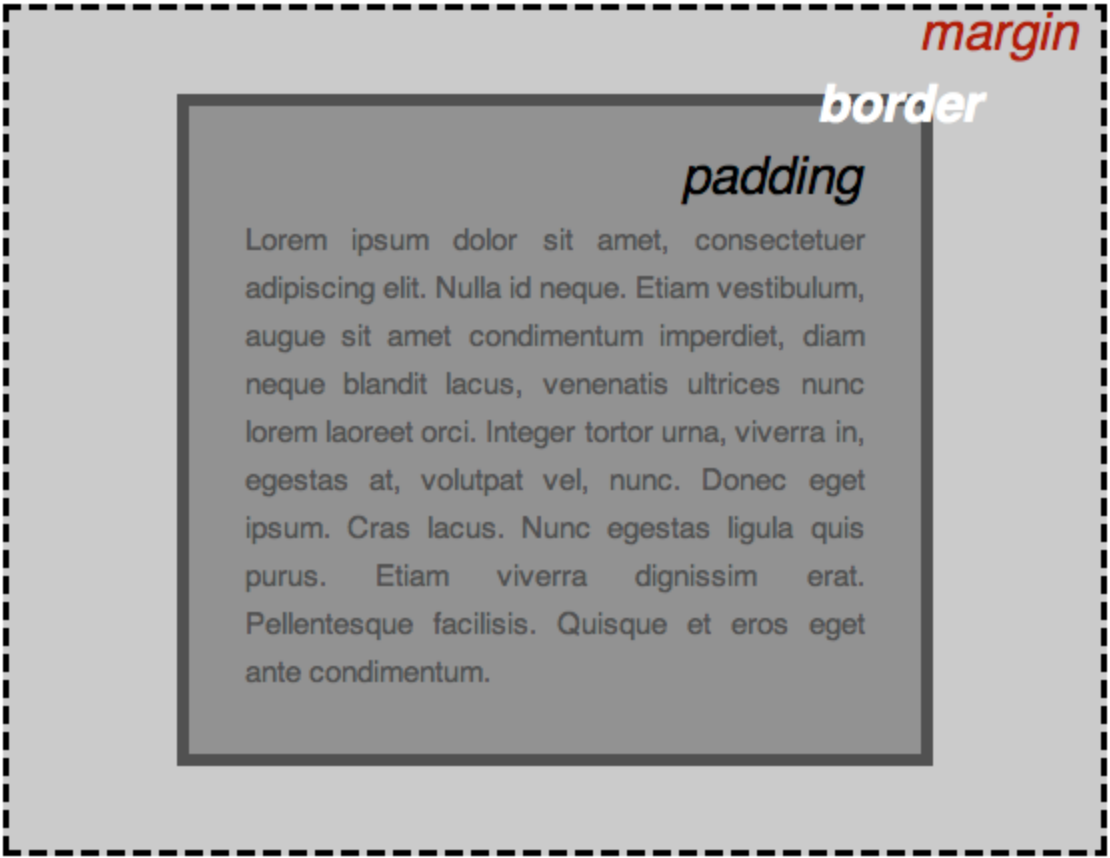 margin
border
padding
Lorem ipsum dolor sit amet, consectetuer
adipiscing elit. Nulla id neque. Etiam vestibulum,
augue sit amet condimentum imperdiet, diam
neque blandit lacus, venenatis ultrices nunc
lorem laoreet orci. Integer tortor urna, viverra in,
egestas at, volutpat vel, nunc. Donec eget
ipsum. Cras lacus. Nunc egestas ligula quis
purus. Etiam viverra dignissim erat.
Pellentesque facilisis. Quisque et eros eget
ante condimentum.